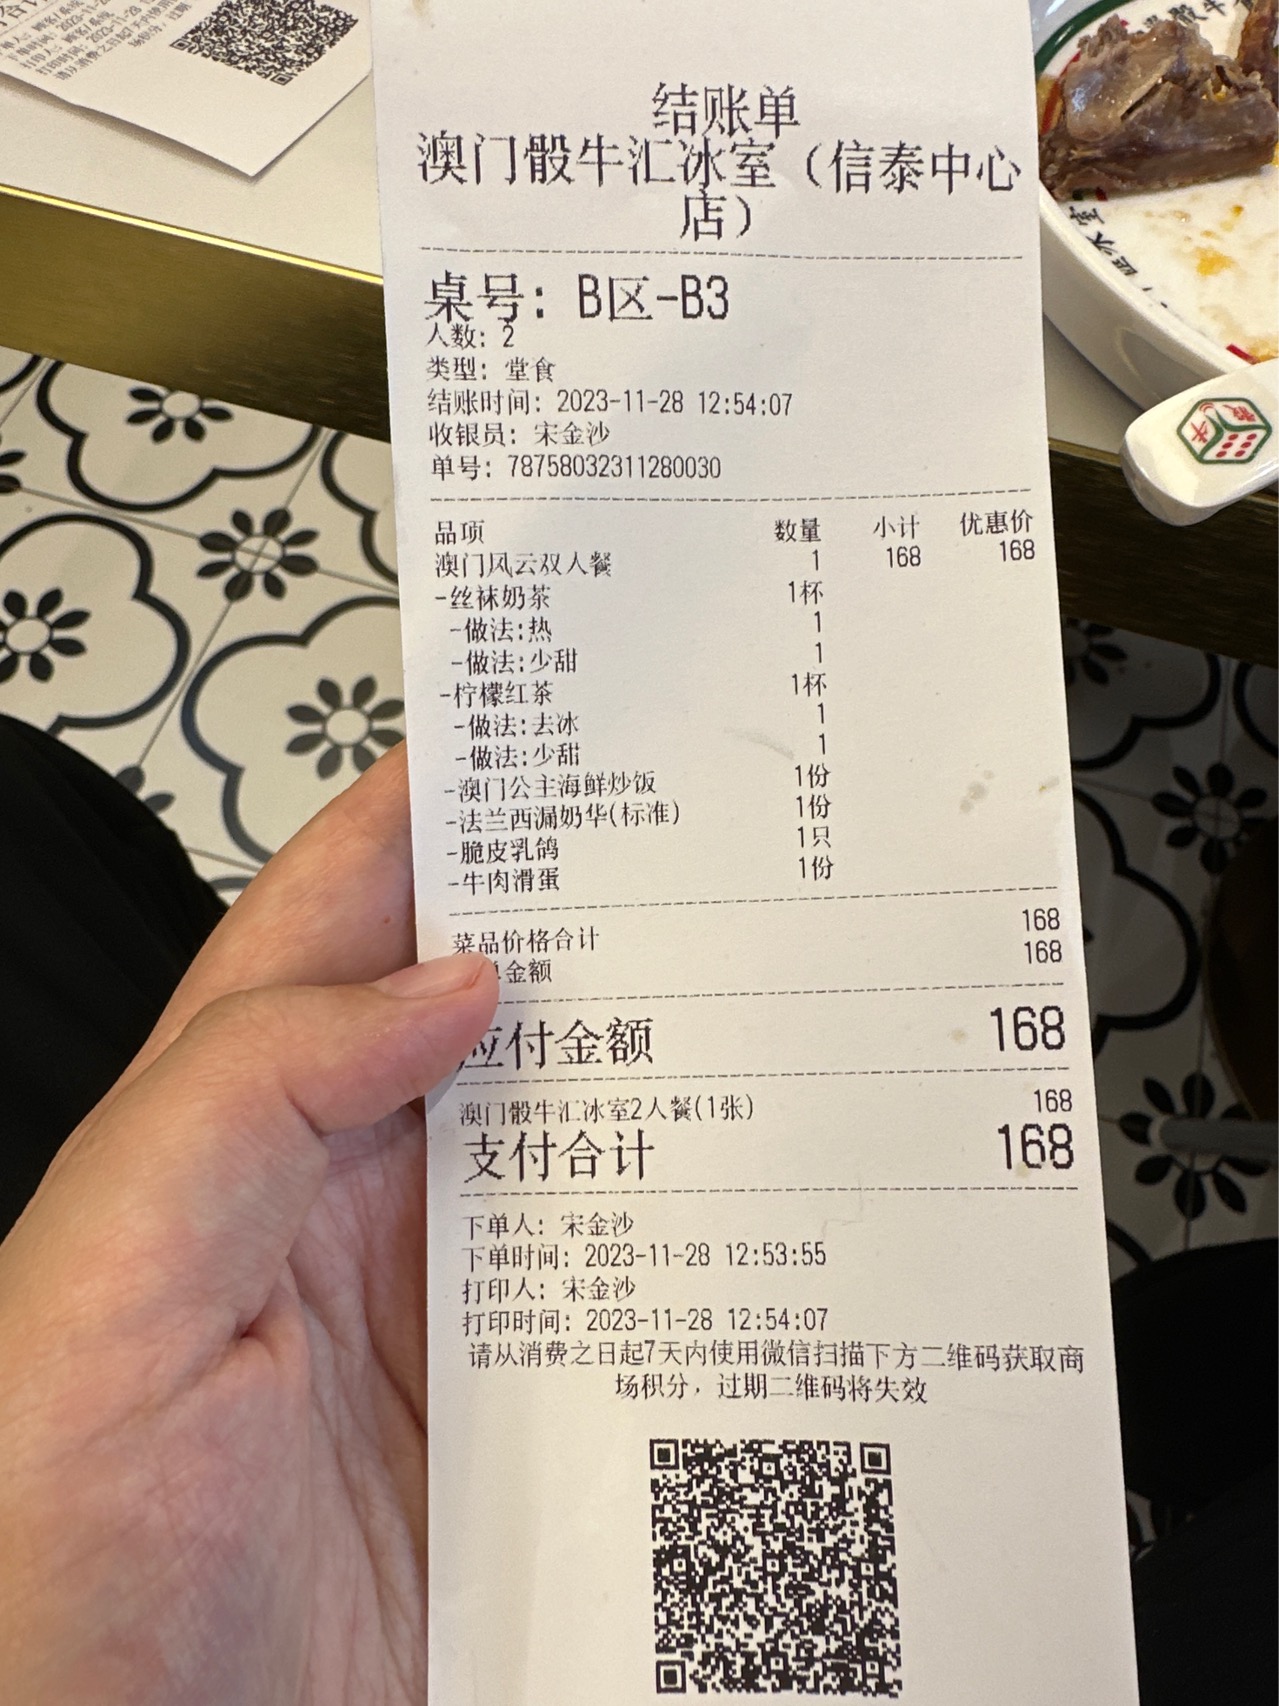 结账单
澳门骰牛汇冰室（信泰中心
店）
桌号：B区-B3
人数：2
类型：堂食
结账时间：2023-11-28 12:54:07
收银员：宋金沙
单号：78758032311280030
品项 数量 小计 优惠价
澳门风云双人餐 1 168 168
-丝袜奶茶 1杯
-做法:热 1
-做法:少甜 1
-柠檬红茶 1杯
-做法:去冰 1
-做法:少甜 1
-澳门公主海鲜炒饭 1份
-法兰西漏奶华(标准) 1份
-脆皮乳鸽 1只
-牛肉滑蛋 1份
菜品价格合计 168
金额 168
应付金额 168
澳门骰牛汇冰室2人餐(1张) 168
支付合计 168
下单人：宋金沙
下单时间：2023-11-28 12:53:55
打印人：宋金沙
打印时间：2023-11-28 12:54:07
请从消费之日起7天内使用微信扫描下方二维码获取商
场积分，过期二维码将失效